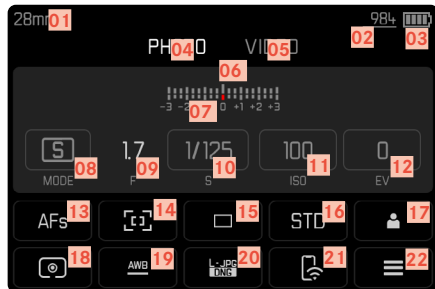 28mm 01 984
02 03
PHOTO 04 VIDEO 05
06
-3 -2 07 0 +1 +2 +3
S 08 1.7 09 1/125 10 100 11 0 12
MODE F S ISO EV
AFs 13 14 15 STD 16 17
18 AWB 19 L-JPG DNG 20 21 22